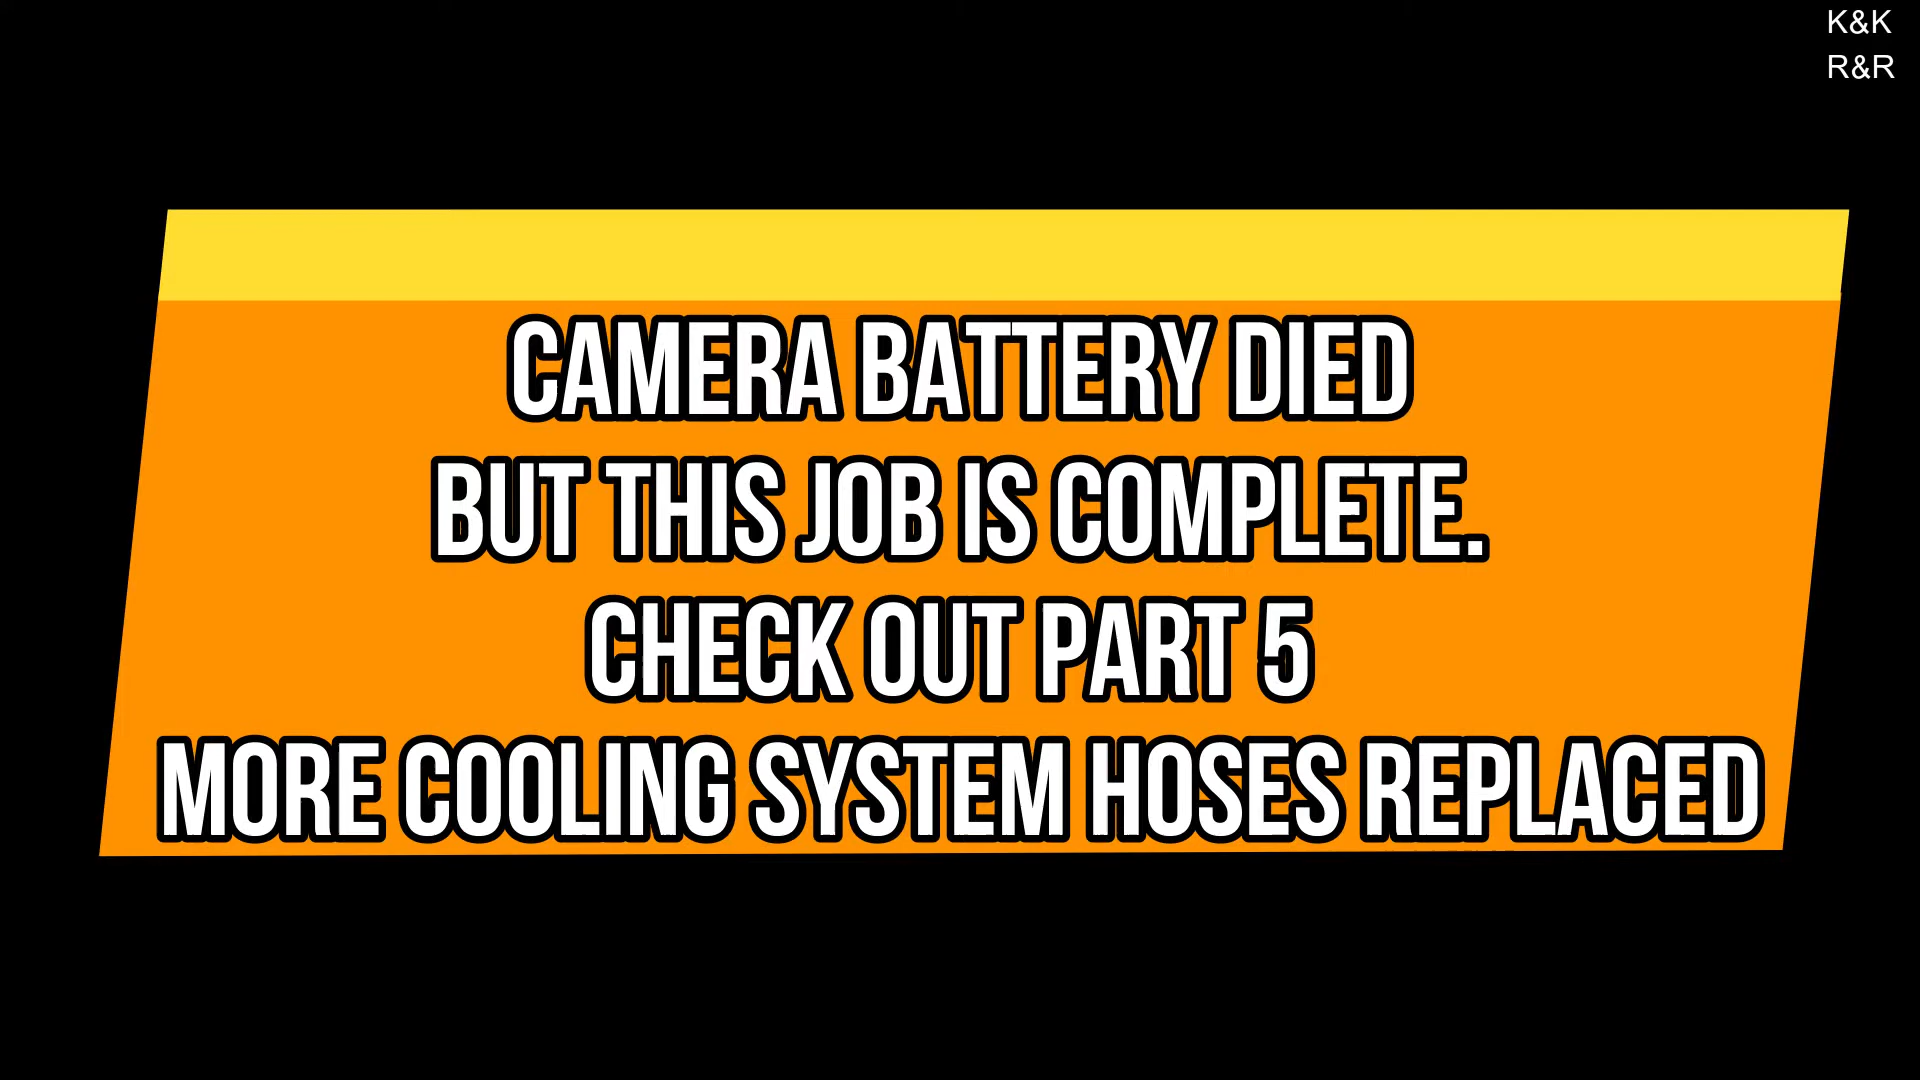 K&K
R&R
CAMERA BATTERY DIED
BUT THIS JOB IS COMPLETE.
CHECK OUT PART 5
MORE COOLING SYSTEM HOSES REPLACED